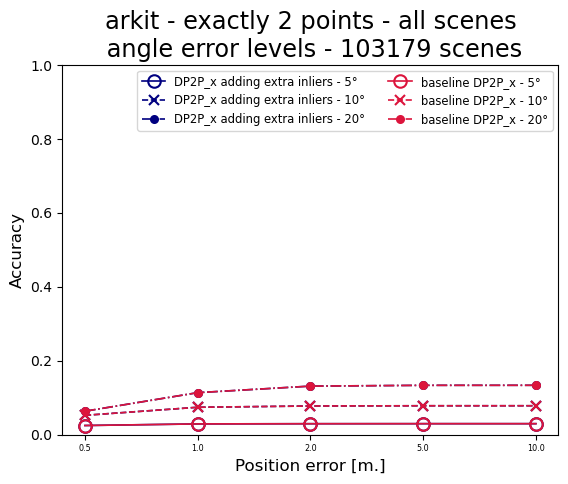 arkit - exactly 2 points - all scenes
angle error levels - 103179 scenes
DP2P_x adding extra inliers - 5° baseline DP2P_x - 5°
DP2P_x adding extra inliers - 10° baseline DP2P_x - 10°
DP2P_x adding extra inliers - 20° baseline DP2P_x - 20°
1.0
0.8
0.6
0.4
0.2
0.0
Accuracy
0.5 1.0 2.0 5.0 10.0
Position error [m.]